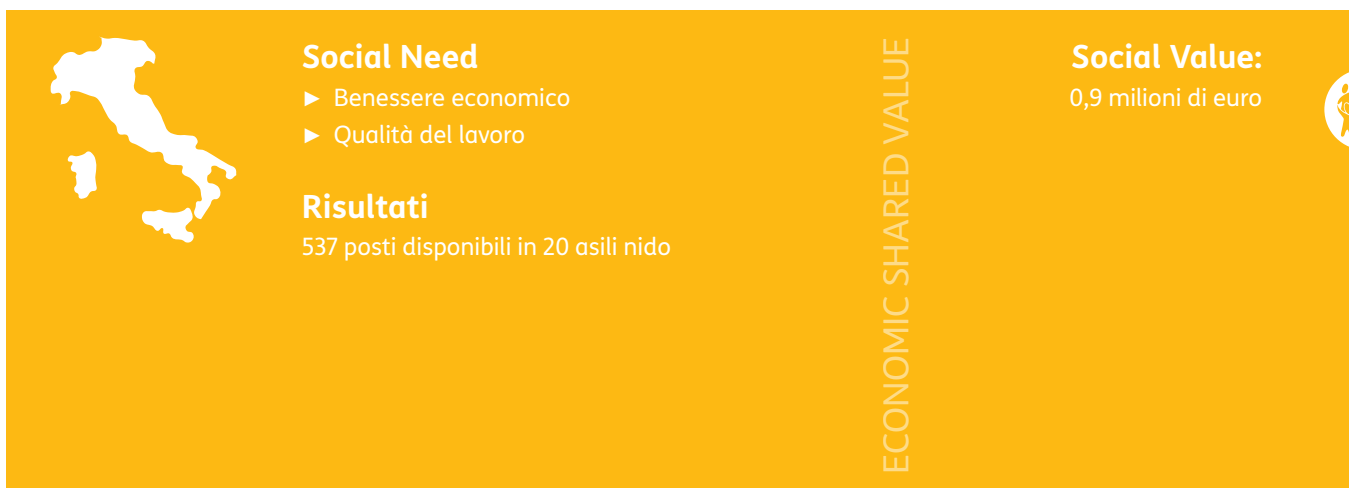 Social Need
► Benessere economico
► Qualità del lavoro
Risultati
537 posti disponibili in 20 asili nido
ECONOMIC SHARED VALUE
Social Value:
0,9 milioni di euro